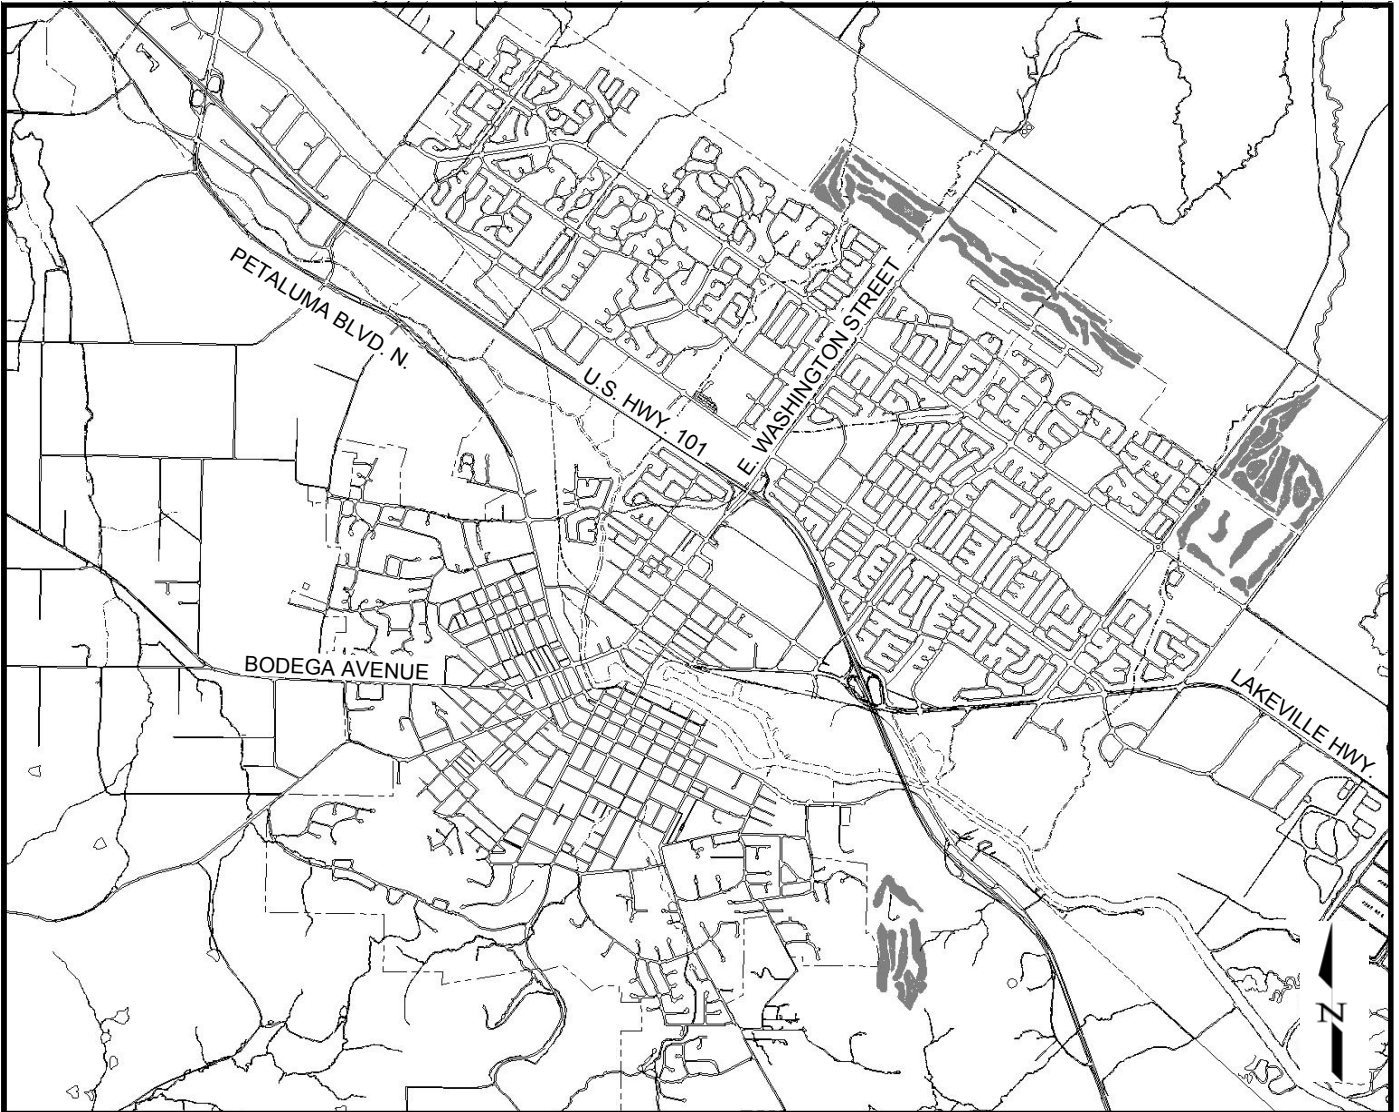 E. WASHINGTON STREET
PETALUMA BLVD. N.
U.S. HWY. 101
BODEGA AVENUE
LAKEVILLE HWY.
N